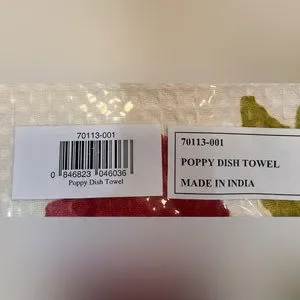 70113-001
0 846823 046036
Poppy Dish Towel
70113-001
POPPY DISH TOWEL
MADE IN INDIA